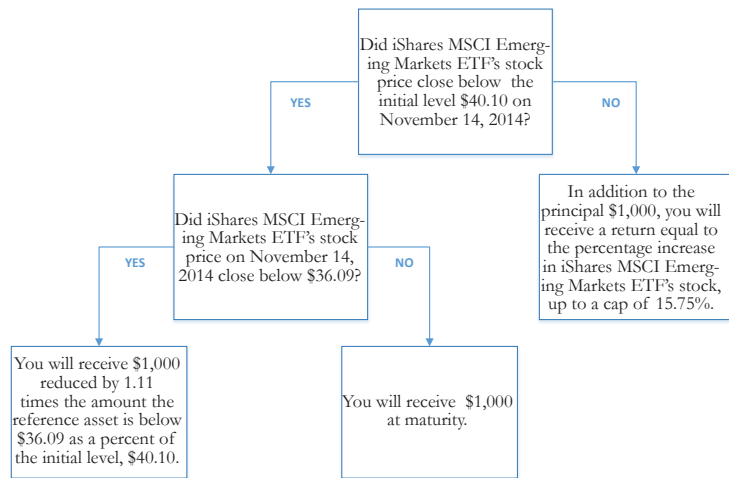 Did iShares MSCI Emerg-
ing Markets ETF's stock
price close below the
initial level $40.10 on
November 14, 2014?
YES
NO
Did iShares MSCI Emerg-
ing Markets ETF's stock
price on November 14,
2014 close below $36.09?
In addition to the
principal $1,000, you will
receive a return equal to
the percentage increase
in iShares MSCI Emerg-
ing Markets ETF's stock,
up to a cap of 15.75%.
YES
NO
You will receive $1,000
reduced by 1.11
times the amount the
reference asset is below
$36.09 as a percent of
the initial level, $40.10.
You will receive $1,000
at maturity.